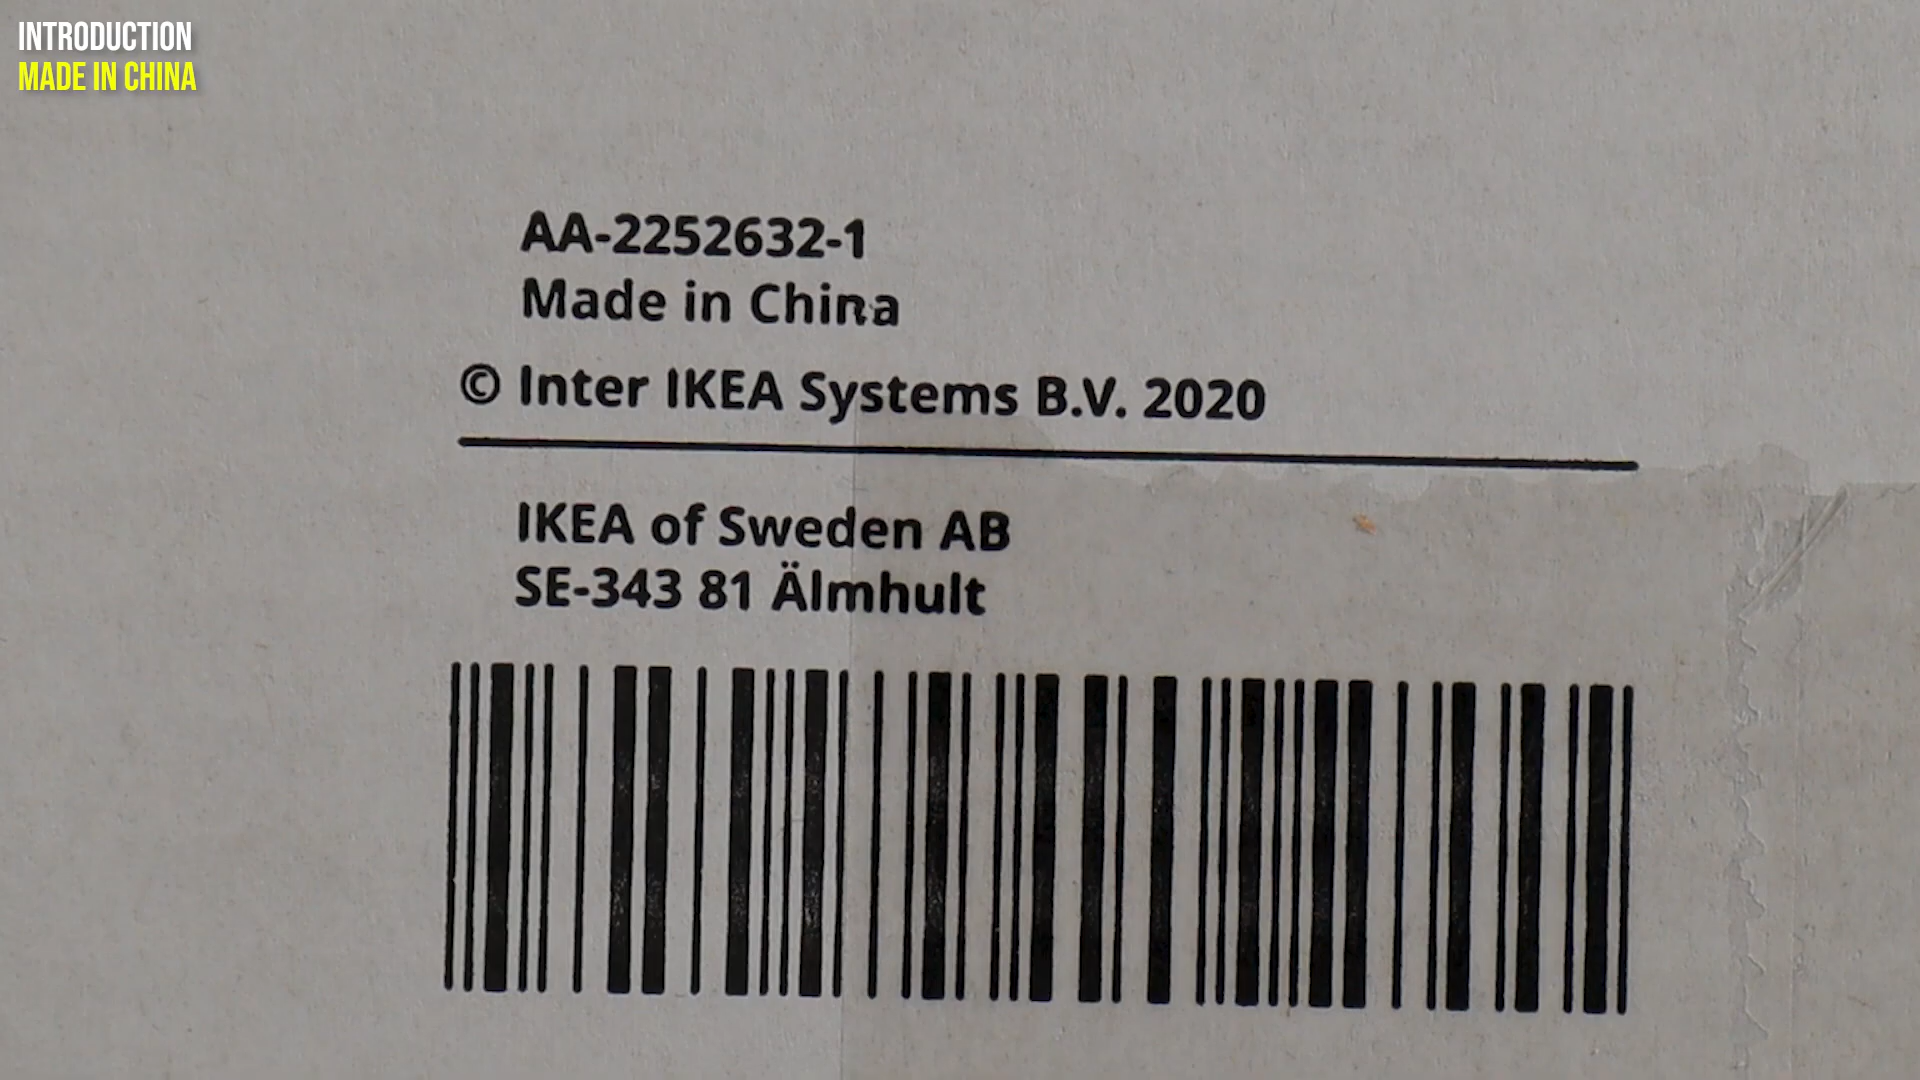 INTRODUCTION
MADE IN CHINA
AA-2252632-1
Made in China
© Inter IKEA Systems B.V. 2020
IKEA of Sweden AB
SE-343 81 Älmhult